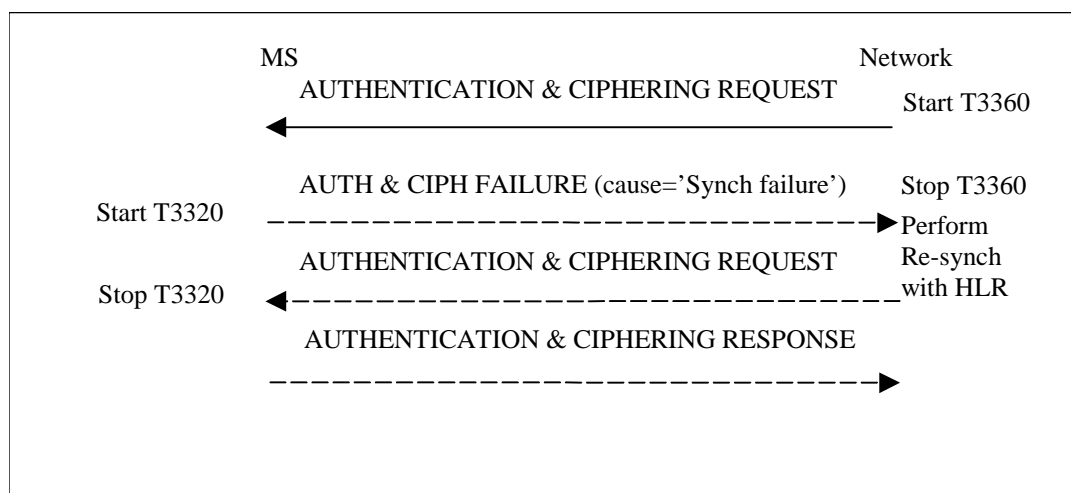 MS
Network
AUTHENTICATION & CIPHERING REQUEST
Start T3360
AUTH & CIPH FAILURE (cause=’Synch failure’)
Stop T3360
Start T3320
Perform
Re-synch
with HLR
AUTHENTICATION & CIPHERING REQUEST
Stop T3320
AUTHENTICATION & CIPHERING RESPONSE